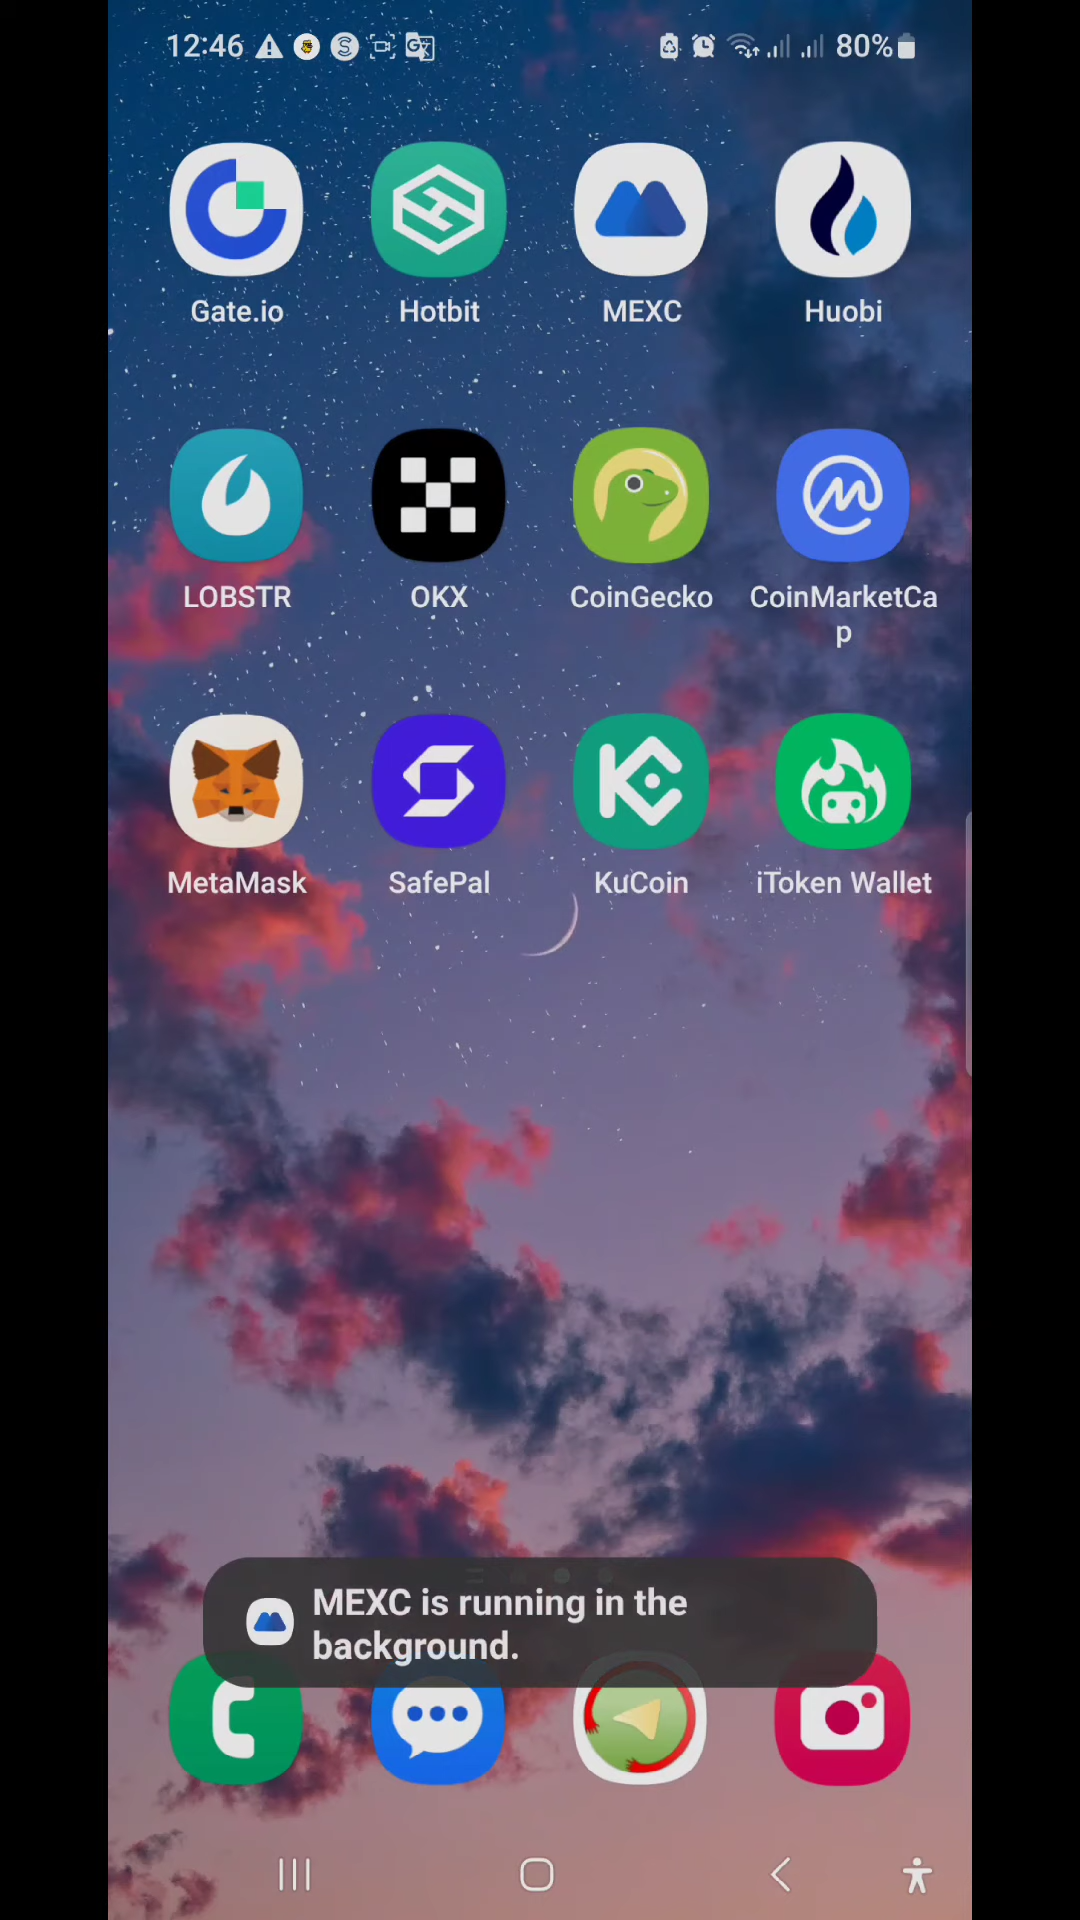 12:46 80%
Gate.io Hotbit MEXC Huobi
LOBSTR OKX CoinGecko CoinMarketCa
p
MetaMask SafePal KuCoin iToken Wallet
MEXC is running in the
background.